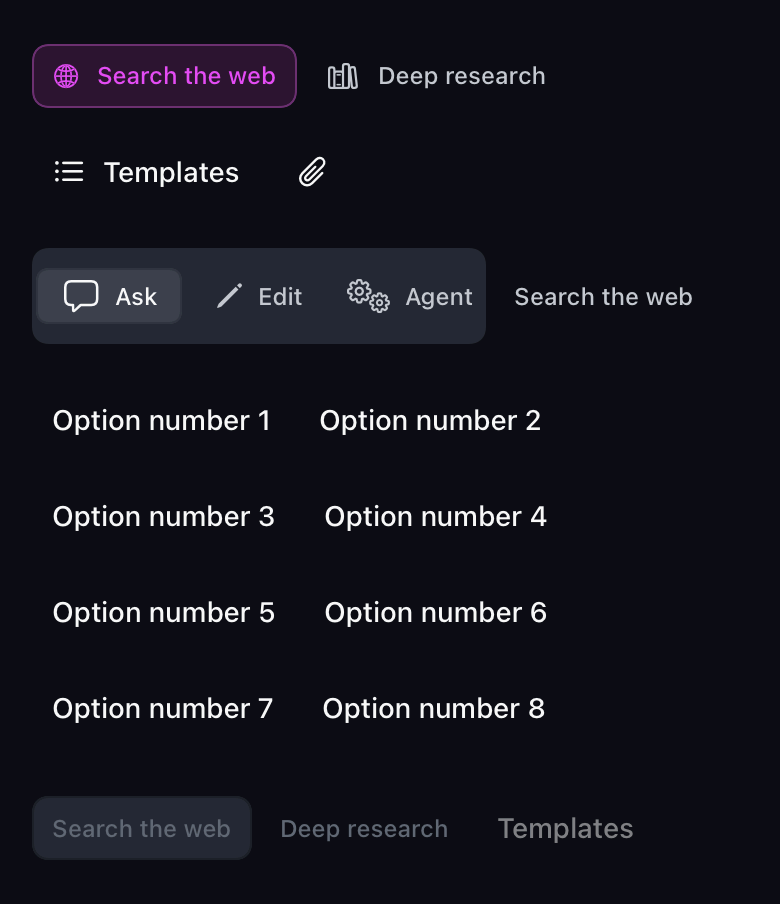 Search the web Deep research
Templates
Ask Edit Agent Search the web
Option number 1 Option number 2
Option number 3 Option number 4
Option number 5 Option number 6
Option number 7 Option number 8
Search the web Deep research Templates